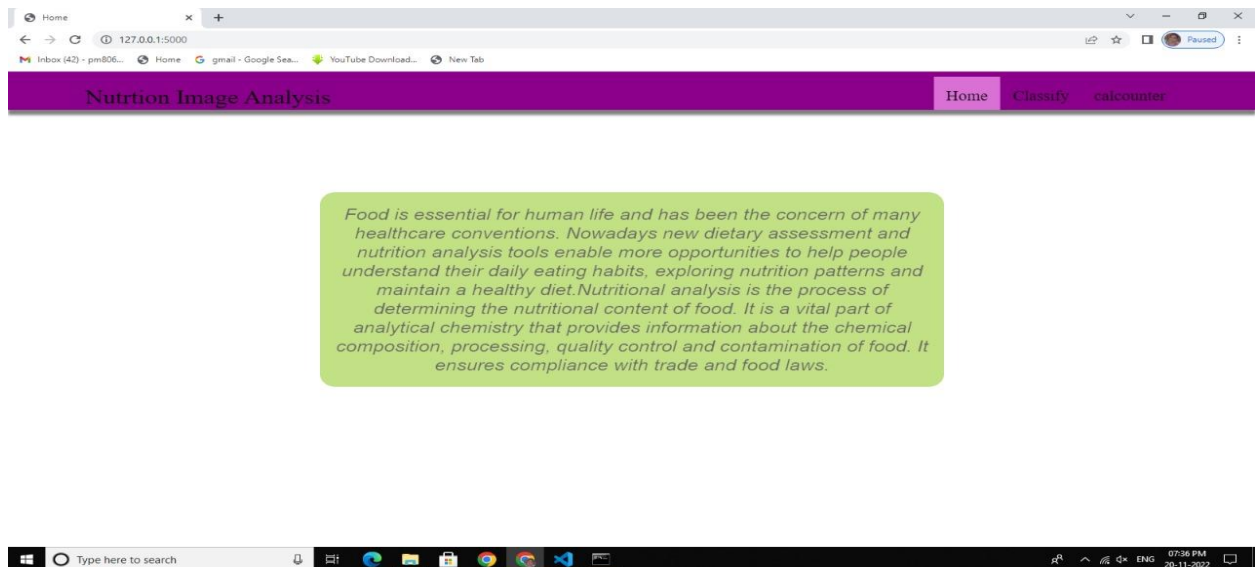 Home
127.0.0.1:5000
Paused
Inbox (42) - pm806...
Home
gmail - Google Sea...
YouTube Download...
New Tab
Nutrtion Image Analysis
Home
Classify
calcounter
Food is essential for human life and has been the concern of many
healthcare conventions. Nowadays new dietary assessment and
nutrition analysis tools enable more opportunities to help people
understand their daily eating habits, exploring nutrition patterns and
maintain a healthy diet.Nutritional analysis is the process of
determining the nutritional content of food. It is a vital part of
analytical chemistry that provides information about the chemical
composition, processing, quality control and contamination of food. It
ensures compliance with trade and food laws.
Type here to search
ENG
07:36 PM
20-11-2022